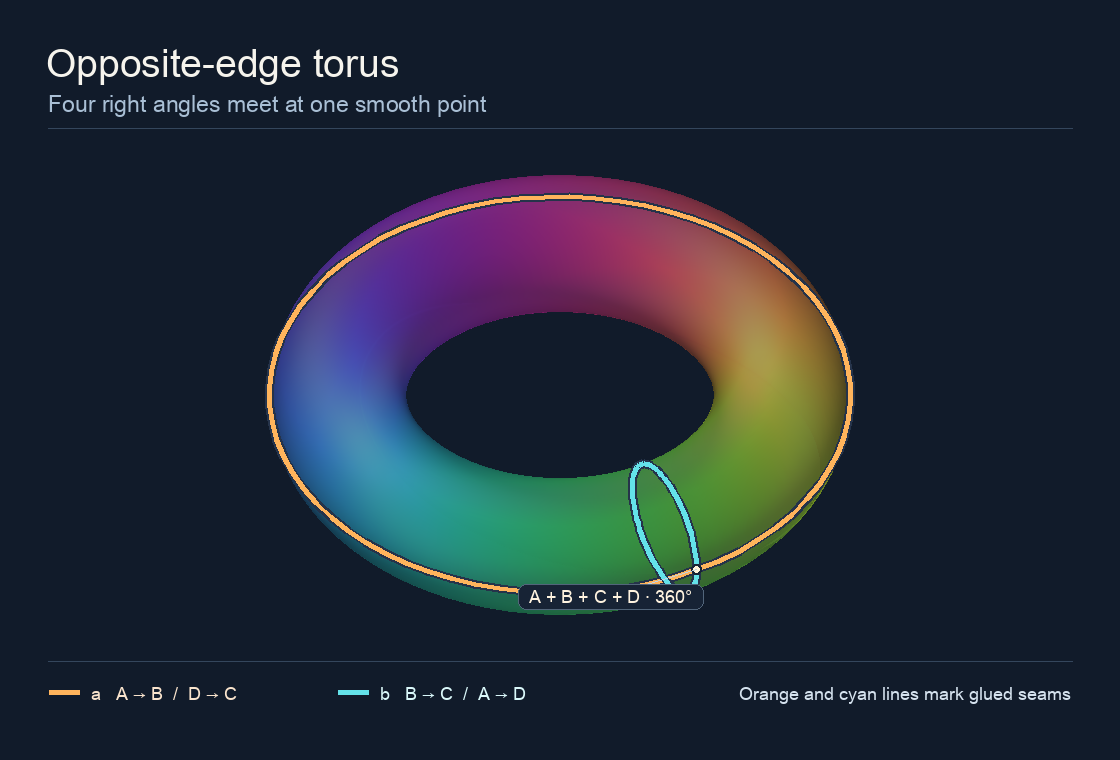 Opposite-edge torus
Four right angles meet at one smooth point
A + B + C + D · 360°
a A→B / D→C
b B→C / A→D
Orange and cyan lines mark glued seams